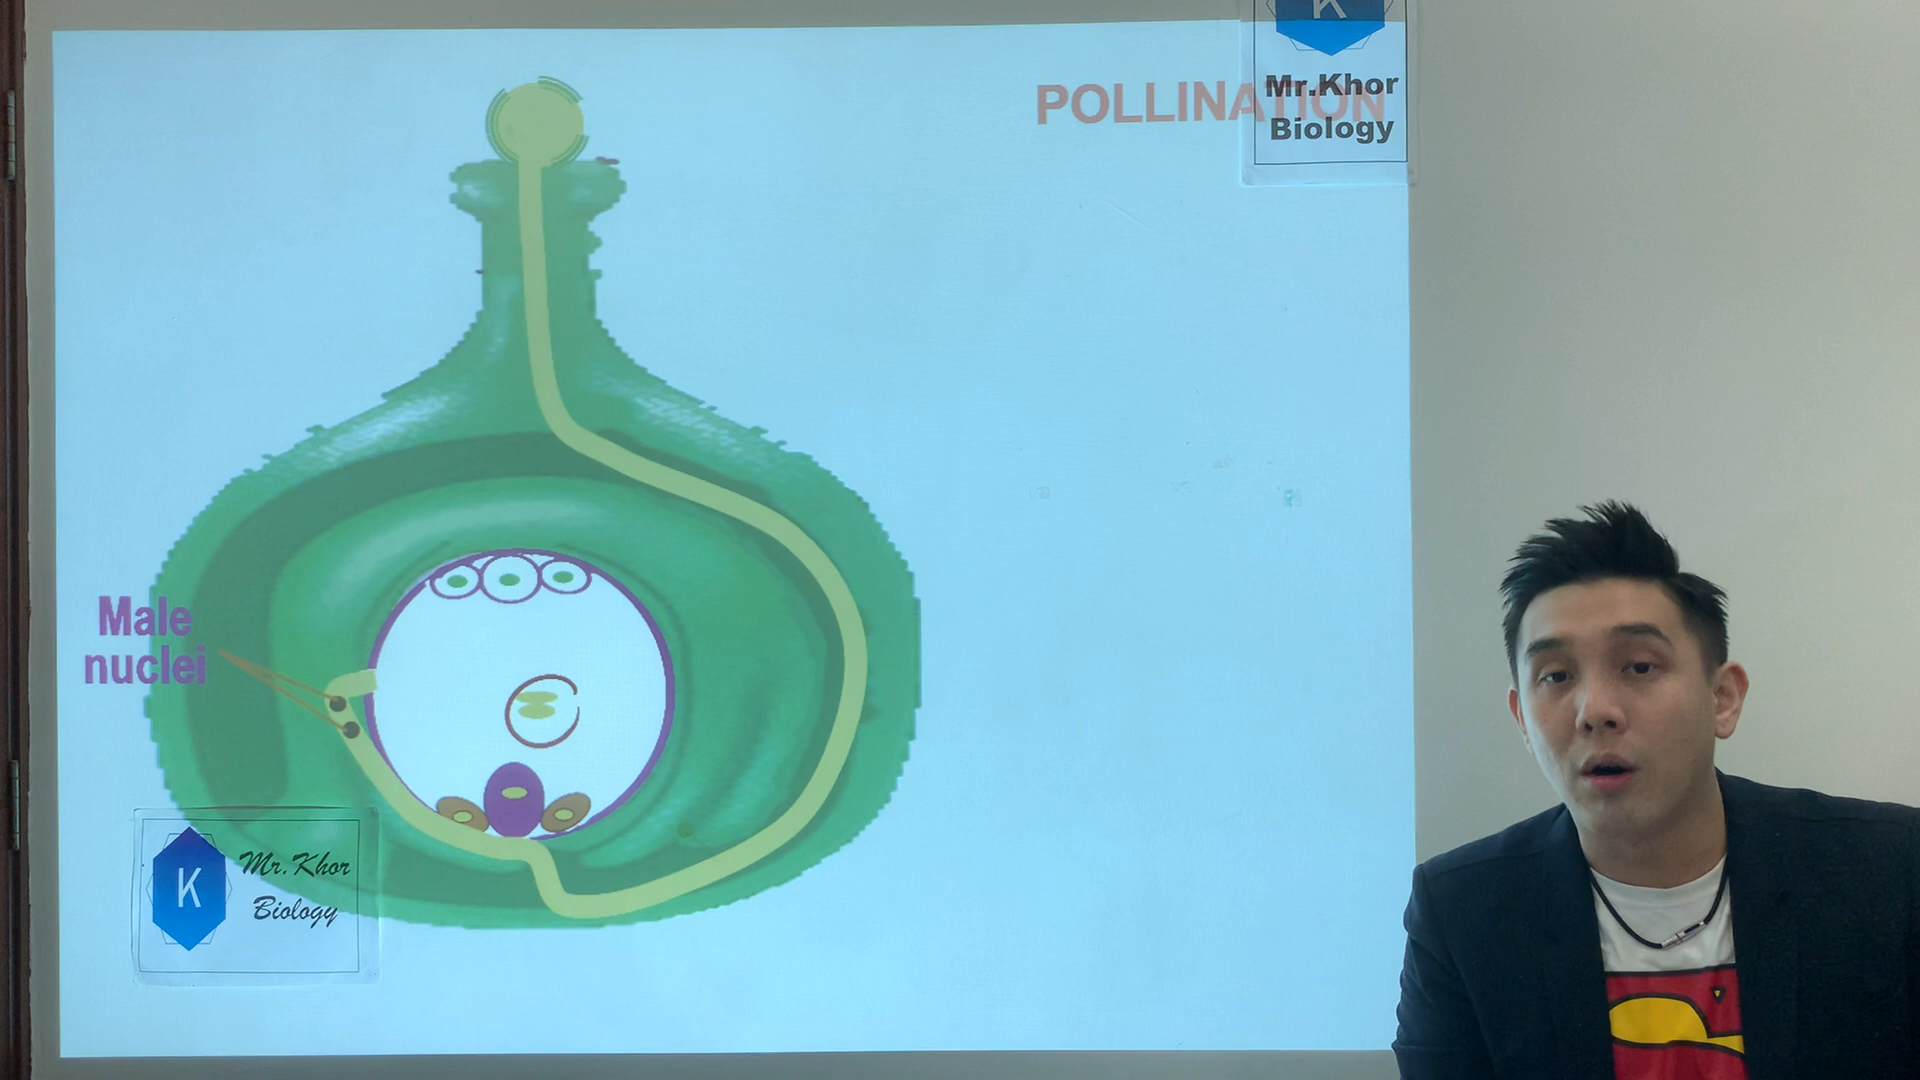 K
Mr.Khor
Biology
POLLINATION
Male
nuclei
K
Mr.Khor
Biology